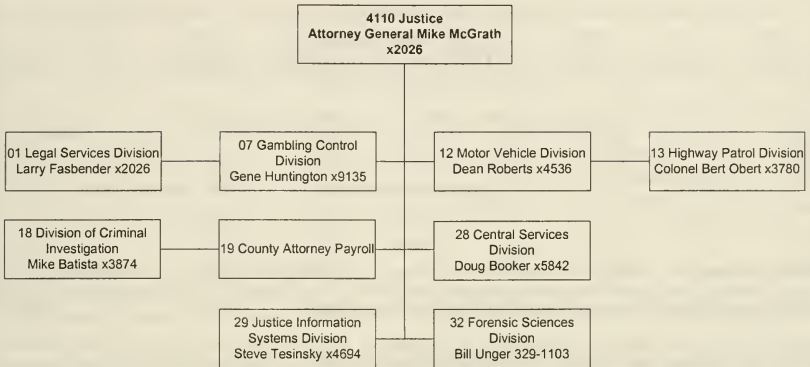 4110 Justice
Attorney General Mike McGrath
x2026
01 Legal Services Division
Larry Fasbender x2026
07 Gambling Control
Division
Gene Huntington x9135
12 Motor Vehicle Division
Dean Roberts x4536
13 Highway Patrol Division
Colonel Bert Obert x3780
18 Division of Criminal
Investigation
Mike Batista x3874
19 County Attorney Payroll
28 Central Services
Division
Doug Booker x5842
29 Justice Information
Systems Division
Steve Tesinsky x4694
32 Forensic Sciences
Division
Bill Unger 329-1103